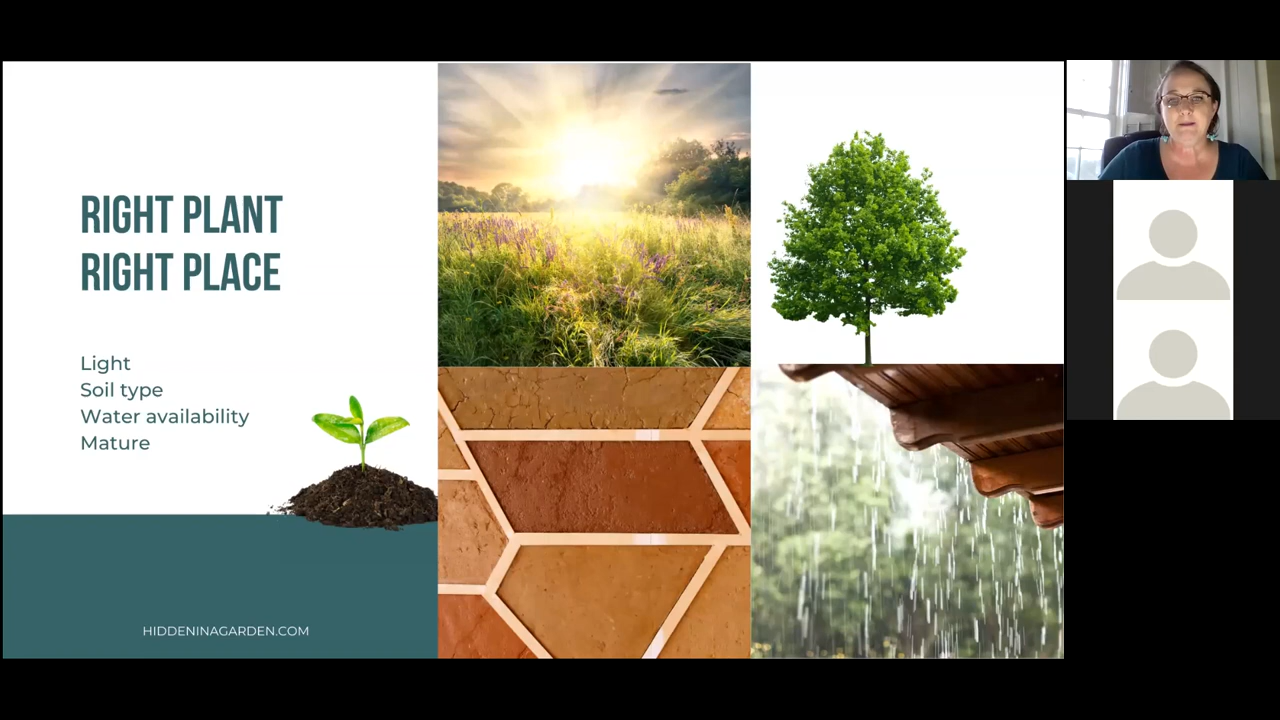 RIGHT PLANT
RIGHT PLACE
Light
Soil type
Water availability
Mature
HIDDENINAGARDEN.COM